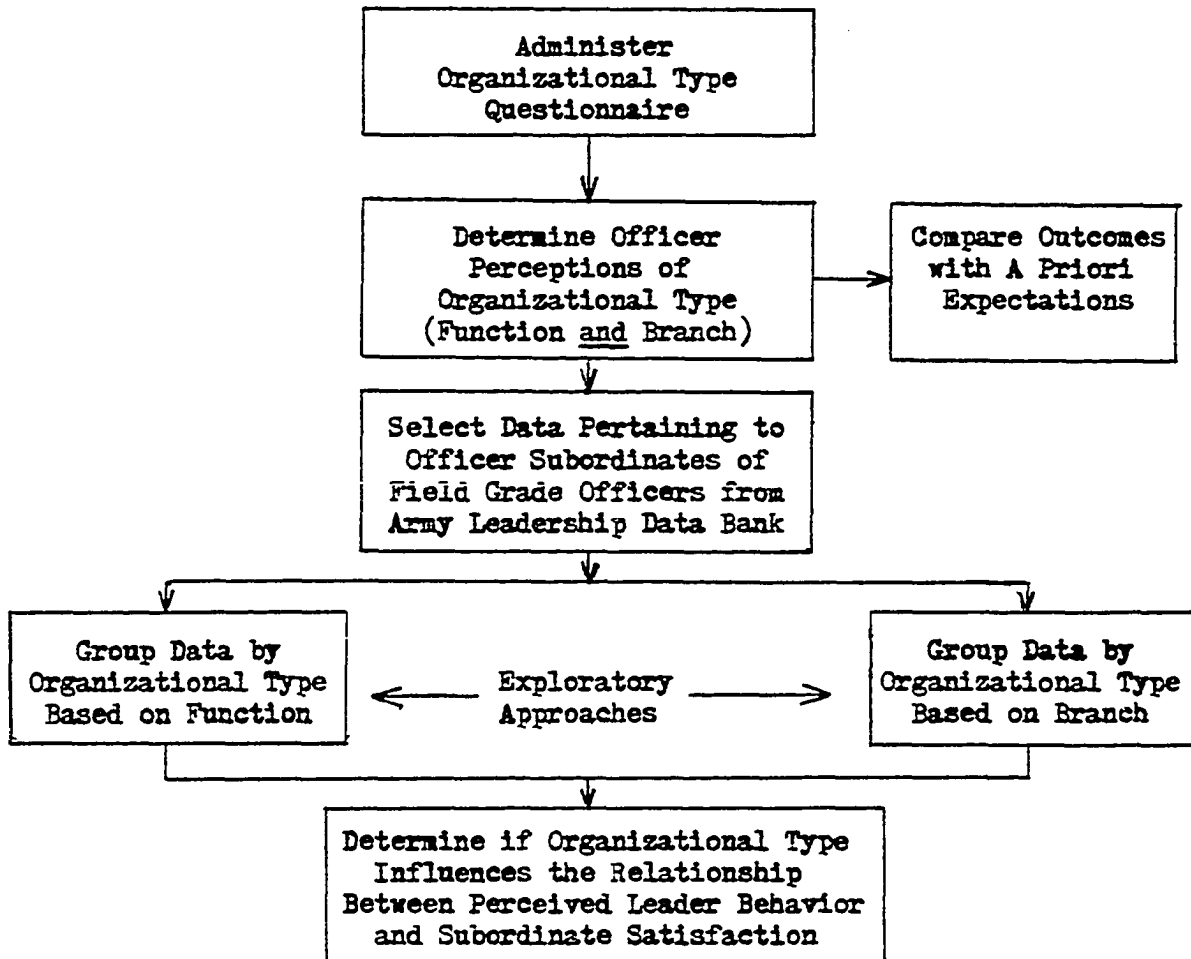 Administer
Organizational Type
Questionnaire
Determine Officer
Perceptions of
Organizational Type
(Function and Branch)
Compare Outcomes
with A Priori
Expectations
Select Data Pertaining to
Officer Subordinates of
Field Grade Officers from
Army Leadership Data Bank
Group Data by
Organizational Type
Based on Function
Exploratory
Approaches
Group Data by
Organizational Type
Based on Branch
Determine if Organizational Type
Influences the Relationship
Between Perceived Leader Behavior
and Subordinate Satisfaction